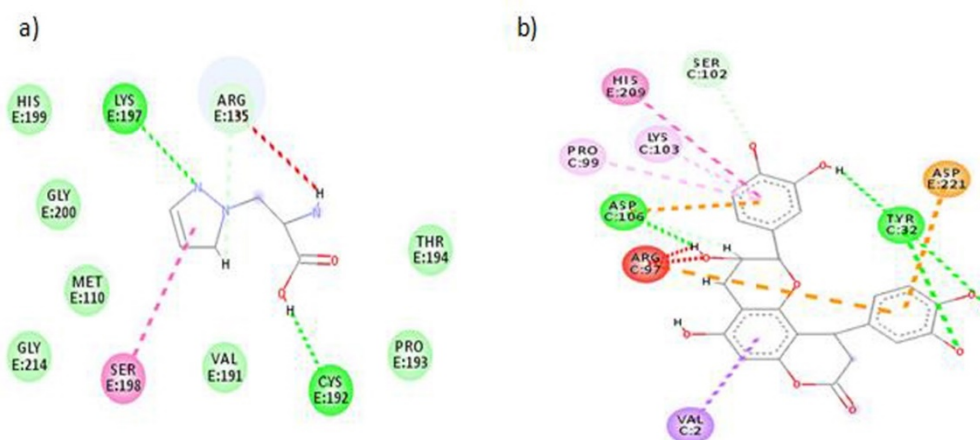 a)
HIS
E:199
LYS
E:197
ARG
E:135
GLY
E:200
N
N
H
N
THR
E:194
MET
E:110
H
O
O
H
GLY
E:214
SER
E:198
VAL
E:191
CYS
E:192
PRO
E:193
b)
SER
C:102
HIS
E:209
LYS
C:103
PRO
C:99
O
O
H
ASP
E:221
ASP
C:106
TYR
C:32
ARG
C:97
H
O
H
H
O
O
H
O
O
O
O
VAL
C:2